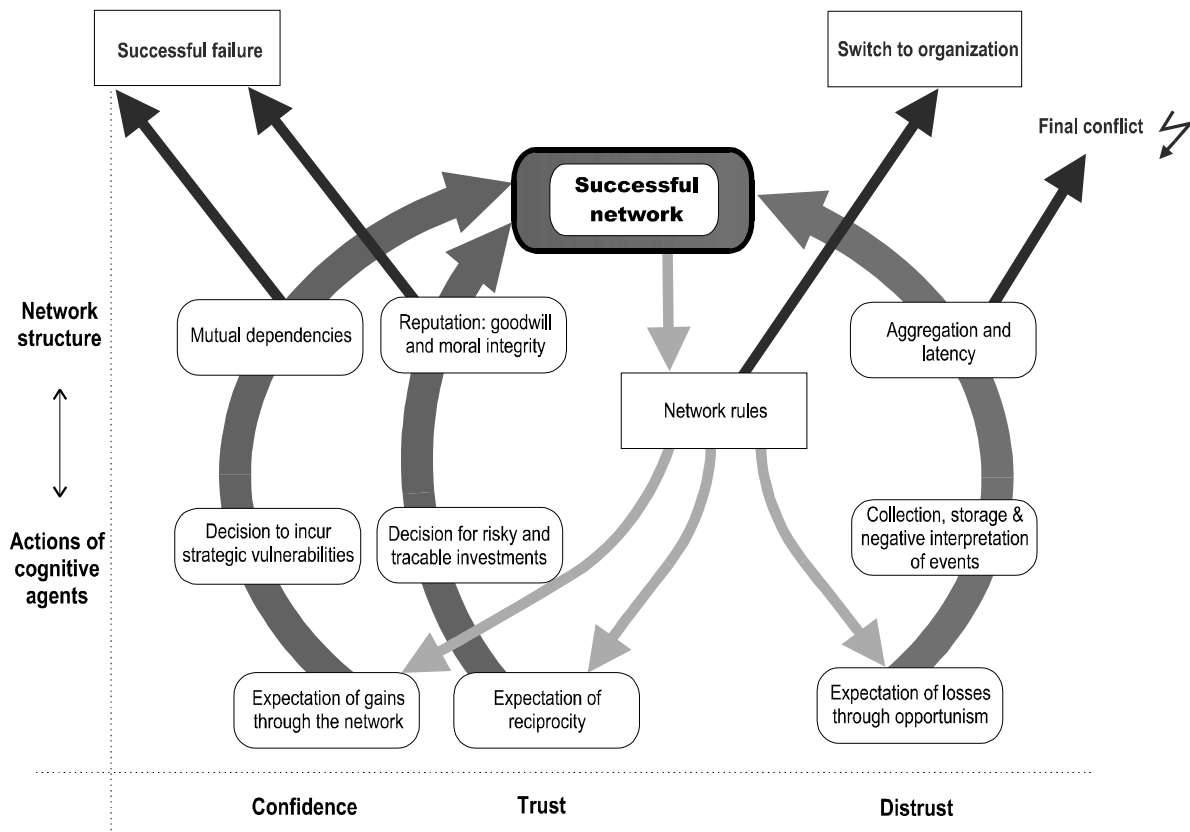 Successful failure
Switch to organization
Final conflict
Successful
network
Network
structure
Mutual dependencies
Reputation: goodwill
and moral integrity
Aggregation and
latency
Network rules
Actions of
cognitive
agents
Decision to incur
strategic vulnerabilities
Decision for risky and
tracable investments
Collection, storage &
negative interpretation
of events
Expectation of gains
through the network
Expectation of
reciprocity
Expectation of losses
through opportunism
Confidence
Trust
Distrust